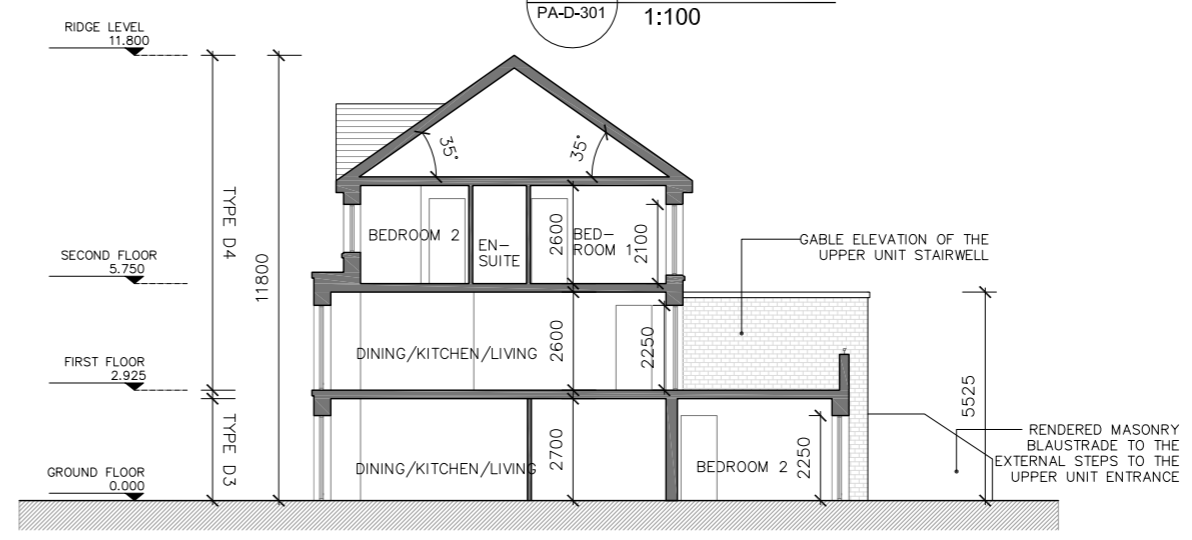 PA-D-301
1:100
RIDGE LEVEL
11.800
TYPE D4
11800
35°
35°
BEDROOM 2
EN-
SUITE
2600
BED-
ROOM 1
2100
GABLE ELEVATION OF THE
UPPER UNIT STAIRWELL
SECOND FLOOR
5.750
DINING/KITCHEN/LIVING
2600
2250
FIRST FLOOR
2.925
5525
TYPE D3
DINING/KITCHEN/LIVING
2700
BEDROOM 2
2250
RENDERED MASONRY
BLAUSTRADE TO THE
EXTERNAL STEPS TO THE
UPPER UNIT ENTRANCE
GROUND FLOOR
0.000